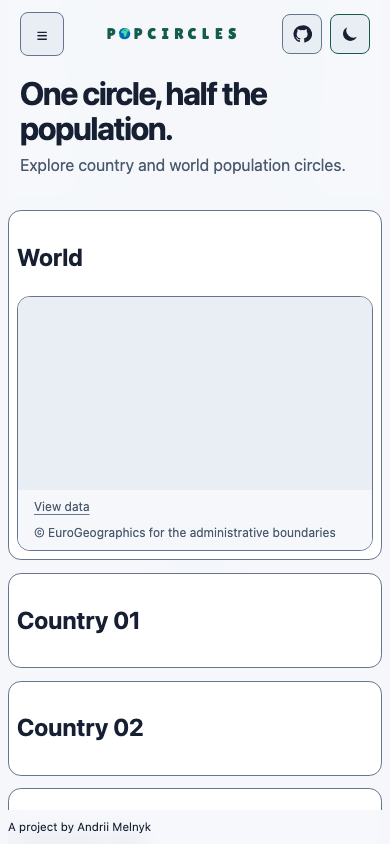 P🌍PCIRCLES
One circle, half the
population.
Explore country and world population circles.
World
View data
© EuroGeographics for the administrative boundaries
Country 01
Country 02
A project by Andrii Melnyk